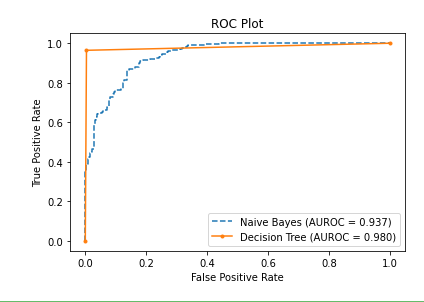 ROC Plot
True Positive Rate
1.0
0.8
0.6
0.4
0.2
0.0
Naive Bayes (AUROC = 0.937)
Decision Tree (AUROC = 0.980)
0.0 0.2 0.4 0.6 0.8 1.0
False Positive Rate